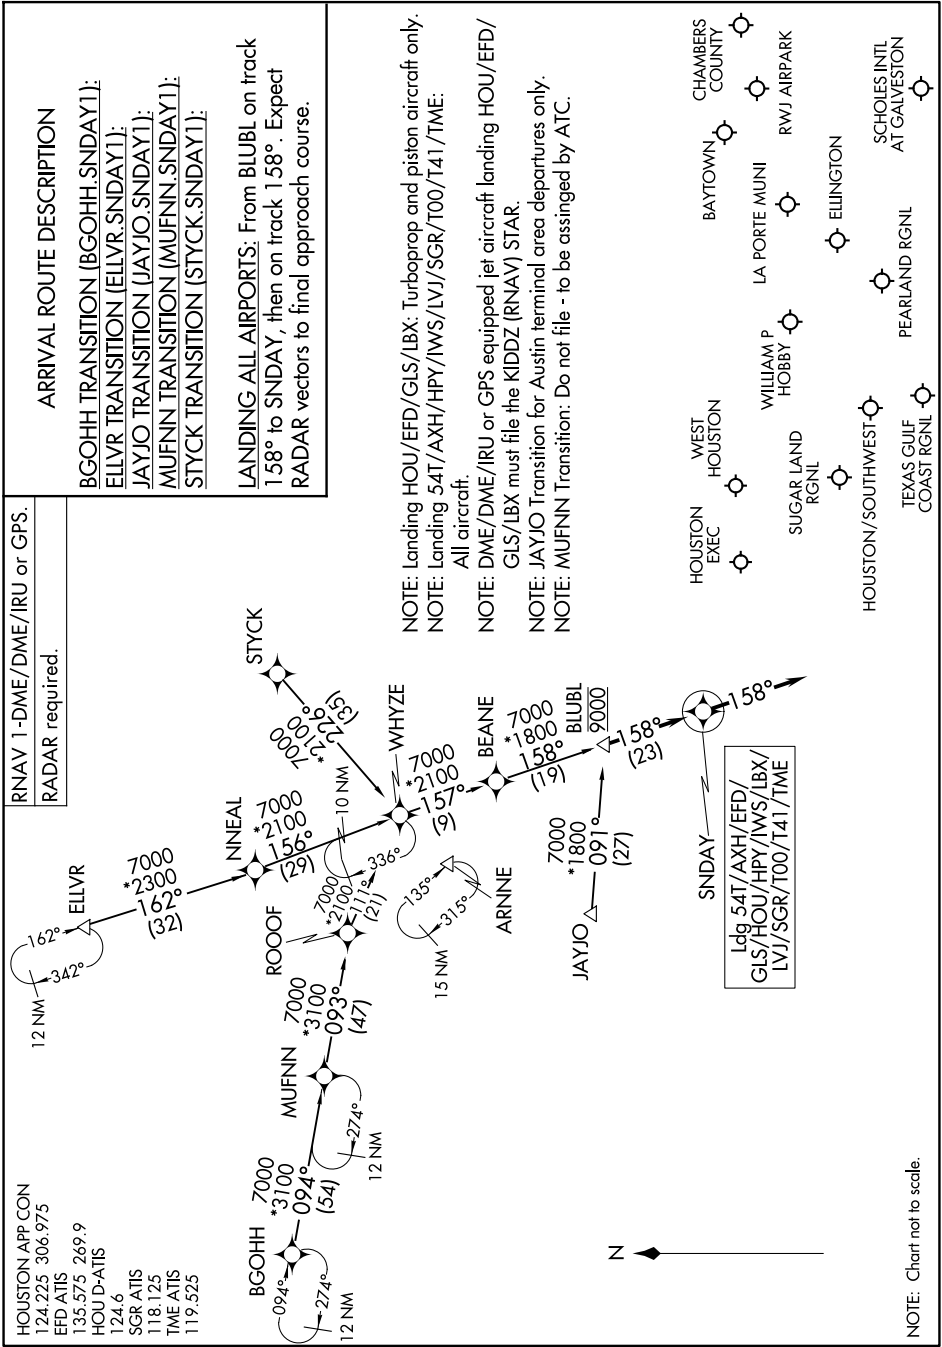 HOUSTON APP CON
124.225 306.975
EFD ATIS
135.575 269.9
HOU D-ATIS
124.6
SGR ATIS
118.125
TME ATIS
119.525
RNAV 1-DME/DME/IRU or GPS.
RADAR required.
ARRIVAL ROUTE DESCRIPTION
BGOHH TRANSITION (BGOHH.SNDAY1):
ELLVR TRANSITION (ELLVR.SNDAY1):
JAYJO TRANSITION (JAYJO.SNDAY1):
MUFNN TRANSITION (MUFNN.SNDAY1):
STYCK TRANSITION (STYCK.SNDAY1):
LANDING ALL AIRPORTS: From BLUBL on track
158° to SNDAY, then on track 158°. Expect
RADAR vectors to final approach course.
12 NM
162°
342°
ELLVR
7000
*2300
162°
(32)
NNEAL
7000
*2100
156°
(29)
STYCK
7000
*2100
226°
(35)
10 NM
336°
WHYZE
7000
*2100
157°
(9)
BGOHH
094°
274°
12 NM
7000
*3100
094°
(54)
MUFNN
274°
12 NM
7000
*3100
093°
(47)
ROOOF
7000
*2100
111°
(21)
135°
315°
15 NM
ARNNE
BEANE
7000
*1800
158°
(19)
JAYJO
7000
*1800
091°
(27)
BLUBL
9000
158°
(23)
SNDAY
158°
Ldg 54T/AXH/EFD/
GLS/HOU/HPY/IWS/LBX/
LVJ/SGR/T00/T41/TME
NOTE: Landing HOU/EFD/GLS/LBX: Turboprop and piston aircraft only.
NOTE: Landing 54T/AXH/HPY/IWS/LVJ/SGR/T00/T41/TME:
All aircraft.
NOTE: DME/DME/IRU or GPS equipped jet aircraft landing HOU/EFD/
GLS/LBX must file the KIDDZ (RNAV) STAR.
NOTE: JAYJO Transition for Austin terminal area departures only.
NOTE: MUFNN Transition: Do not file - to be assinged by ATC.
HOUSTON
EXEC
WEST
HOUSTON
SUGAR LAND
RGNL
HOUSTON/SOUTHWEST
TEXAS GULF
COAST RGNL
WILLIAM P
HOBBY
PEARLAND RGNL
LA PORTE MUNI
ELLINGTON
BAYTOWN
RWJ AIRPARK
CHAMBERS
COUNTY
SCHOLES INTL
AT GALVESTON
N
NOTE: Chart not to scale.